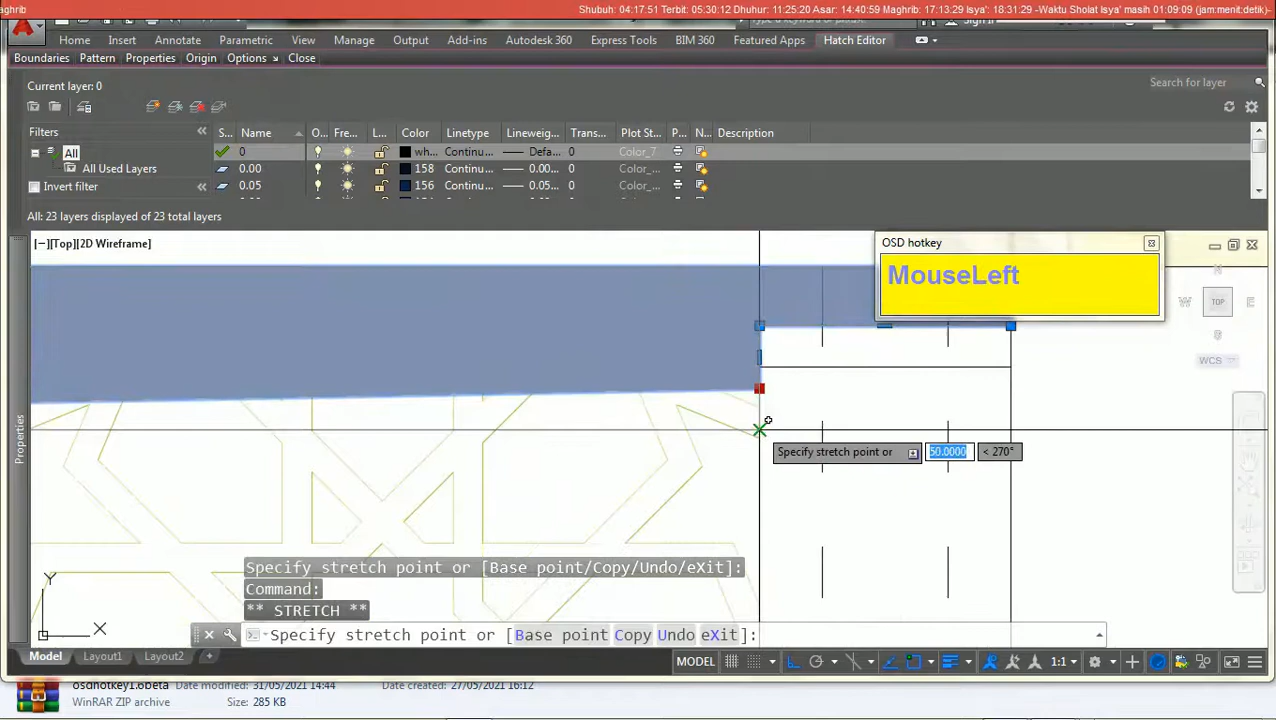 aghrib
Shubuh: 04:17.51 Terbit: 05:30:12 Dhuhur: 11:25:20 Asar: 14:40:59 Maghrib: 17:13:29 Isya': 18:31:29 -Waktu Sholat Isya' masih 01:09:09 (jam:menit:detik)-
Home Insert Annotate Parametric View Manage Output Add-ins Autodesk 360 Express Tools BIM 360 Featured Apps Hatch Editor
Boundaries Pattern Properties Origin Options Close
Current layer: 0
Search for layer
Filters
S... Name O... Fre... L... Color Linetype Lineweig... Trans... Plot St... P... N... Description
All
0 wh... Continu... Defa... 0 Color_7
All Used Layers
0.00 158 Continu... 0.00... 0 Color_...
Invert filter
0.05 156 Continu... 0.05... 0 Color_...
All: 23 layers displayed of 23 total layers
[−][Top][2D Wireframe]
OSD hotkey
MouseLeft
N
W TOP E
S
WCS
Properties
Specify stretch point or 50.0000 < 270°
Specify stretch point or [Base point/Copy/Undo/eXit]:
Command:
** STRETCH **
Y
X
Specify stretch point or [Base point Copy Undo eXit]:
Model Layout1 Layout2 +
MODEL 1:1
osdhotkey1.6beta Date modified: 31/05/2021 14:44 Date created: 27/05/2021 16:12
WinRAR ZIP archive Size: 285 KB